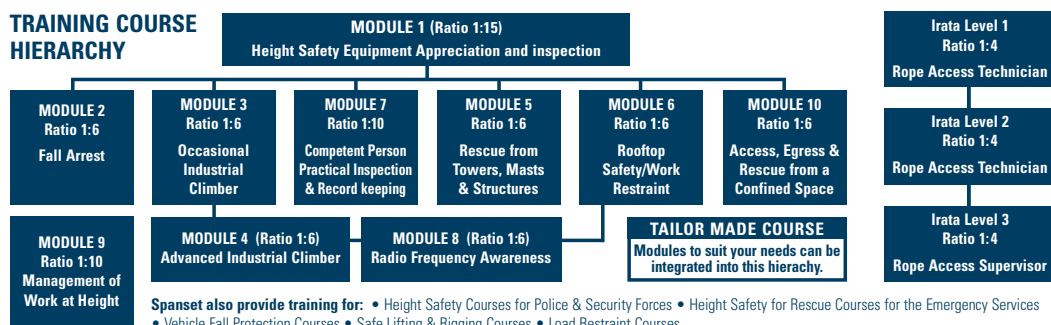 TRAINING COURSE
HIERARCHY
MODULE 1 (Ratio 1:15)
Height Safety Equipment Appreciation and inspection
MODULE 2
Ratio 1:6
Fall Arrest
MODULE 3
Ratio 1:6
Occasional
Industrial
Climber
MODULE 7
Ratio 1:10
Competent Person
Practical Inspection
& Record keeping
MODULE 5
Ratio 1:6
Rescue from
Towers, Masts
& Structures
MODULE 6
Ratio 1:6
Rooftop
Safety/Work
Restraint
MODULE 10
Ratio 1:6
Access, Egress &
Rescue from a
Confined Space
MODULE 9
Ratio 1:10
Management of
Work at Height
MODULE 4 (Ratio 1:6)
Advanced Industrial Climber
MODULE 8 (Ratio 1:6)
Radio Frequency Awareness
TAILOR MADE COURSE
Modules to suit your needs can be
integrated into this hierachy.
Irata Level 1
Ratio 1:4
Rope Access Technician
Irata Level 2
Ratio 1:4
Rope Access Technician
Irata Level 3
Ratio 1:4
Rope Access Supervisor
Spanset also provide training for: • Height Safety Courses for Police & Security Forces • Height Safety for Rescue Courses for the Emergency Services
• Vehicle Fall Protection Courses • Safe Lifting & Rigging Courses • Load Restraint Courses